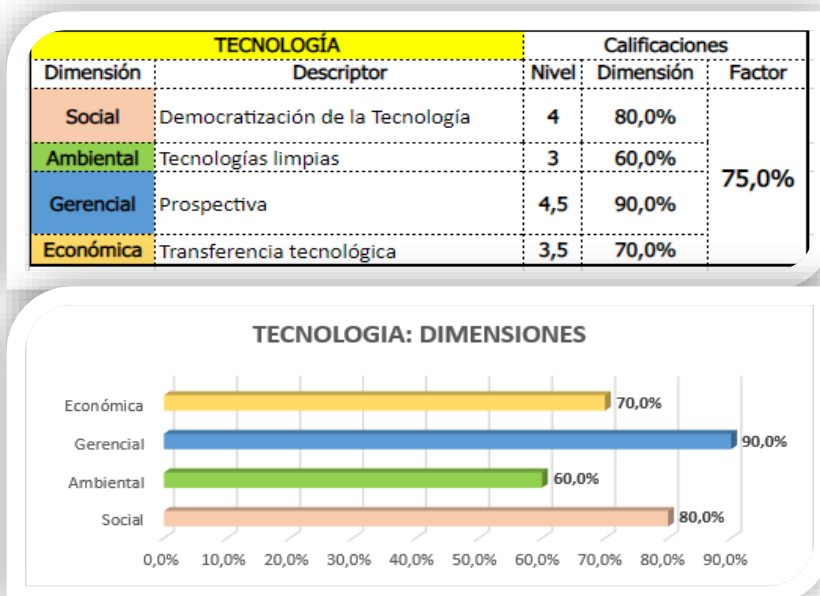 TECNOLOGÍA Calificaciones
Dimensión Descriptor Nivel Dimensión Factor
Social Democratización de la Tecnología 4 80,0%
Ambiental Tecnologías limpias 3 60,0%
75,0%
Gerencial Prospectiva 4,5 90,0%
Económica Transferencia tecnológica 3,5 70,0%
TECNOLOGIA: DIMENSIONES
Económica 70,0%
Gerencial 90,0%
Ambiental 60,0%
Social 80,0%
0,0% 10,0% 20,0% 30,0% 40,0% 50,0% 60,0% 70,0% 80,0% 90,0%